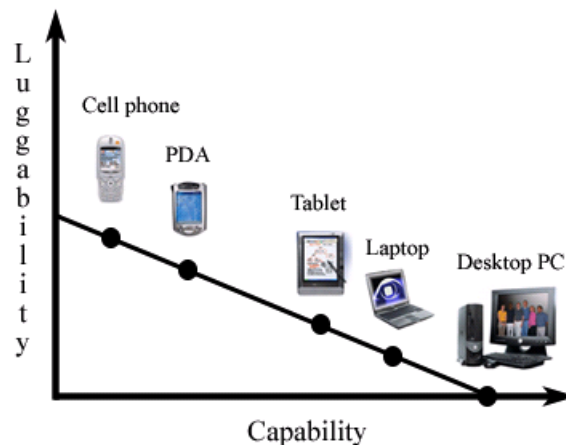 Luggability
Cell phone
PDA
Tablet
Laptop
Desktop PC
Capability